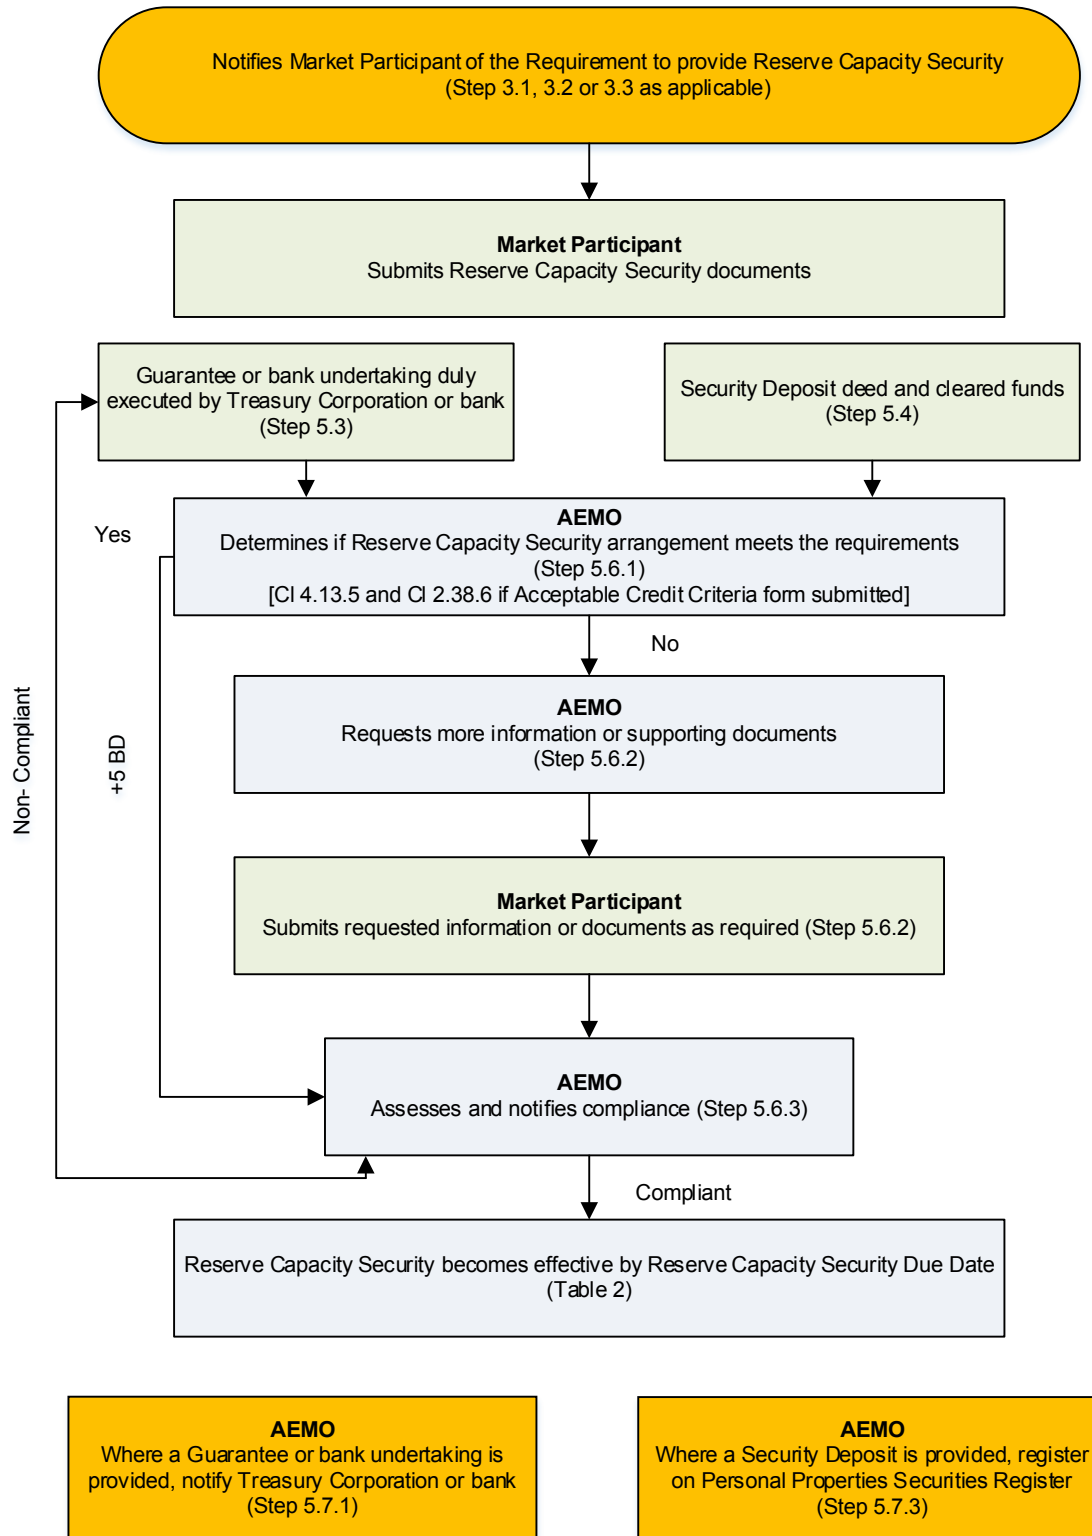 Notifies Market Participant of the Requirement to provide Reserve Capacity Security
(Step 3.1, 3.2 or 3.3 as applicable)
Market Participant
Submits Reserve Capacity Security documents
Guarantee or bank undertaking duly
executed by Treasury Corporation or bank
(Step 5.3)
Security Deposit deed and cleared funds
(Step 5.4)
Yes
AEMO
Determines if Reserve Capacity Security arrangement meets the requirements
(Step 5.6.1)
[Cl 4.13.5 and Cl 2.38.6 if Acceptable Credit Criteria form submitted]
No
AEMO
Requests more information or supporting documents
(Step 5.6.2)
Non- Compliant
+5 BD
Market Participant
Submits requested information or documents as required (Step 5.6.2)
AEMO
Assesses and notifies compliance (Step 5.6.3)
Compliant
Reserve Capacity Security becomes effective by Reserve Capacity Security Due Date
(Table 2)
AEMO
Where a Guarantee or bank undertaking is
provided, notify Treasury Corporation or bank
(Step 5.7.1)
AEMO
Where a Security Deposit is provided, register
on Personal Properties Securities Register
(Step 5.7.3)